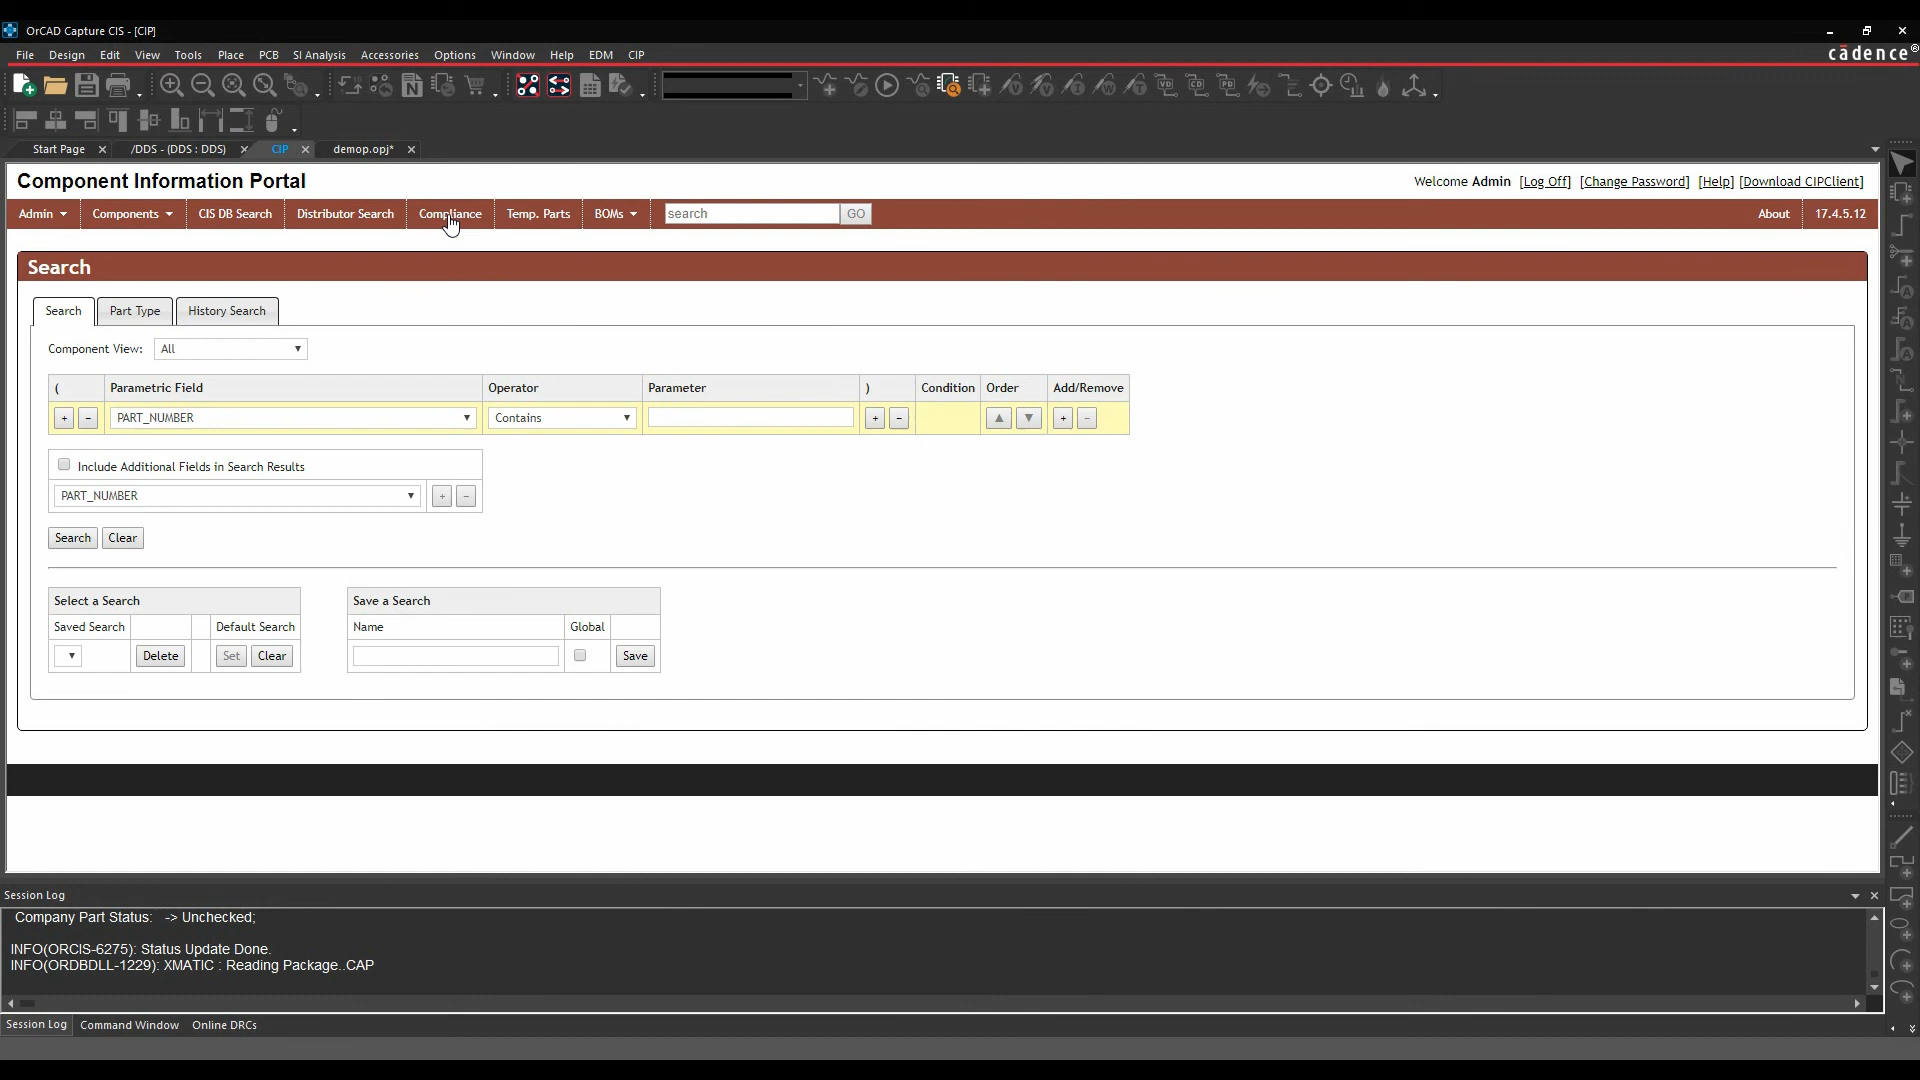 OrCAD Capture CIS - [CIP]
File Design Edit View Tools Place PCB SI Analysis Accessories Options Window Help EDM CIP
cādence®
Start Page /DDS - (DDS : DDS) CIP demop.opj*
Component Information Portal
Welcome Admin [Log Off] [Change Password] [Help] [Download CIPClient]
Admin Components CIS DB Search Distributor Search Compliance Temp. Parts BOMs search GO About 17.4.5.12
Search
Search Part Type History Search
Component View: All
( Parametric Field Operator Parameter ) Condition Order Add/Remove
+ - PART_NUMBER Contains + - + -
Include Additional Fields in Search Results
PART_NUMBER + -
Search Clear
Select a Search Save a Search
Saved Search Default Search Name Global
Delete Set Clear Save
Session Log
Company Part Status: -> Unchecked;
INFO(ORCIS-6275): Status Update Done.
INFO(ORDBDLL-1229): XMATIC : Reading Package..CAP
Session Log Command Window Online DRCs